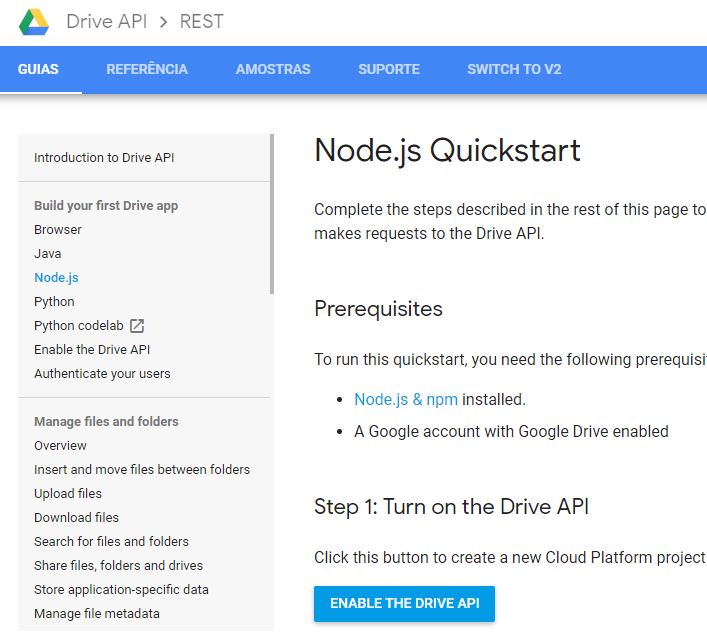 Drive API > REST
GUIAS REFERÊNCIA AMOSTRAS SUPORTE SWITCH TO V2
Introduction to Drive API
Build your first Drive app
Browser
Java
Node.js
Python
Python codelab
Enable the Drive API
Authenticate your users
Manage files and folders
Overview
Insert and move files between folders
Upload files
Download files
Search for files and folders
Share files, folders and drives
Store application-specific data
Manage file metadata
Node.js Quickstart
Complete the steps described in the rest of this page to
makes requests to the Drive API.
Prerequisites
To run this quickstart, you need the following prerequisi
• Node.js & npm installed.
• A Google account with Google Drive enabled
Step 1: Turn on the Drive API
Click this button to create a new Cloud Platform project
ENABLE THE DRIVE API